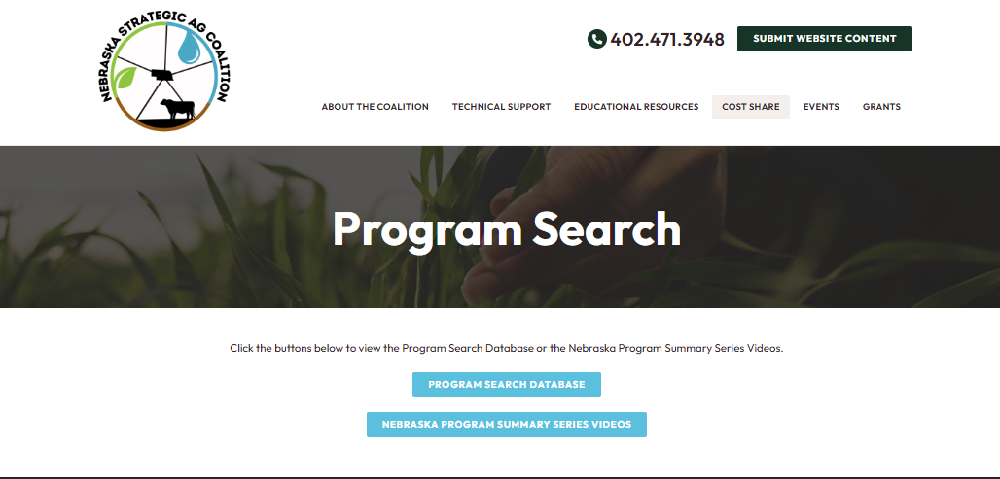 NEBRASKA STRATEGIC AG COALITION
402.471.3948
SUBMIT WEBSITE CONTENT
ABOUT THE COALITION
TECHNICAL SUPPORT
EDUCATIONAL RESOURCES
COST SHARE
EVENTS
GRANTS
Program Search
Click the buttons below to view the Program Search Database or the Nebraska Program Summary Series Videos.
PROGRAM SEARCH DATABASE
NEBRASKA PROGRAM SUMMARY SERIES VIDEOS